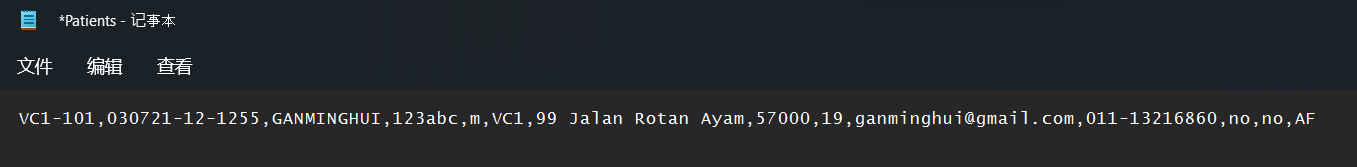 *Patients - 记事本
文件 编辑 查看
VC1-101,030721-12-1255,GANMINGHUI,123abc,m,VC1,99 Jalan Rotan Ayam,57000,19,ganminghui@gmail.com,011-13216860,no,no,AF